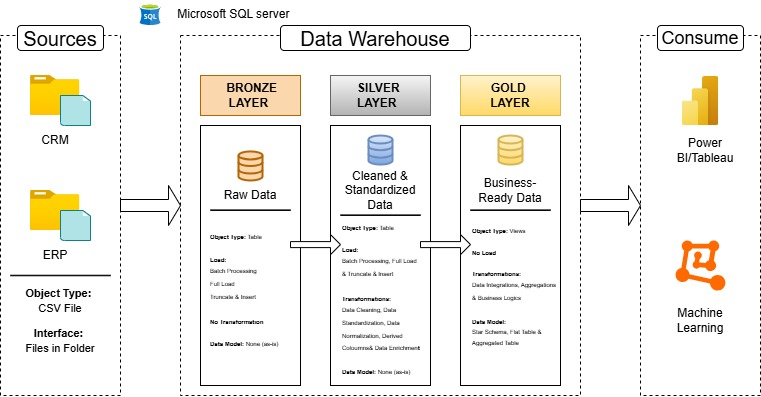 SQL
Microsoft SQL server
Sources
CRM
ERP
Object Type:
CSV File
Interface:
Files in Folder
Data Warehouse
BRONZE
LAYER
Raw Data
Object Type: Table
Load:
Batch Processing
Full Load
Truncate & Insert
No Transformation
Data Model: None (as-is)
SILVER
LAYER
Cleaned &
Standardized
Data
Object Type: Table
Load:
Batch Processing, Full Load
& Truncate & Insert
Transformations:
Data Cleaning, Data
Standardization, Data
Normalization, Derived
Coloumns& Data Enrichment
Data Model: None (as-is)
GOLD
LAYER
Business-
Ready Data
Object Type: Views
No Load
Transformations:
Data Integrations, Aggregations
& Business Logics
Data Model:
Star Schema, Flat Table &
Aggregated Table
Consume
Power
BI/Tableau
Machine
Learning